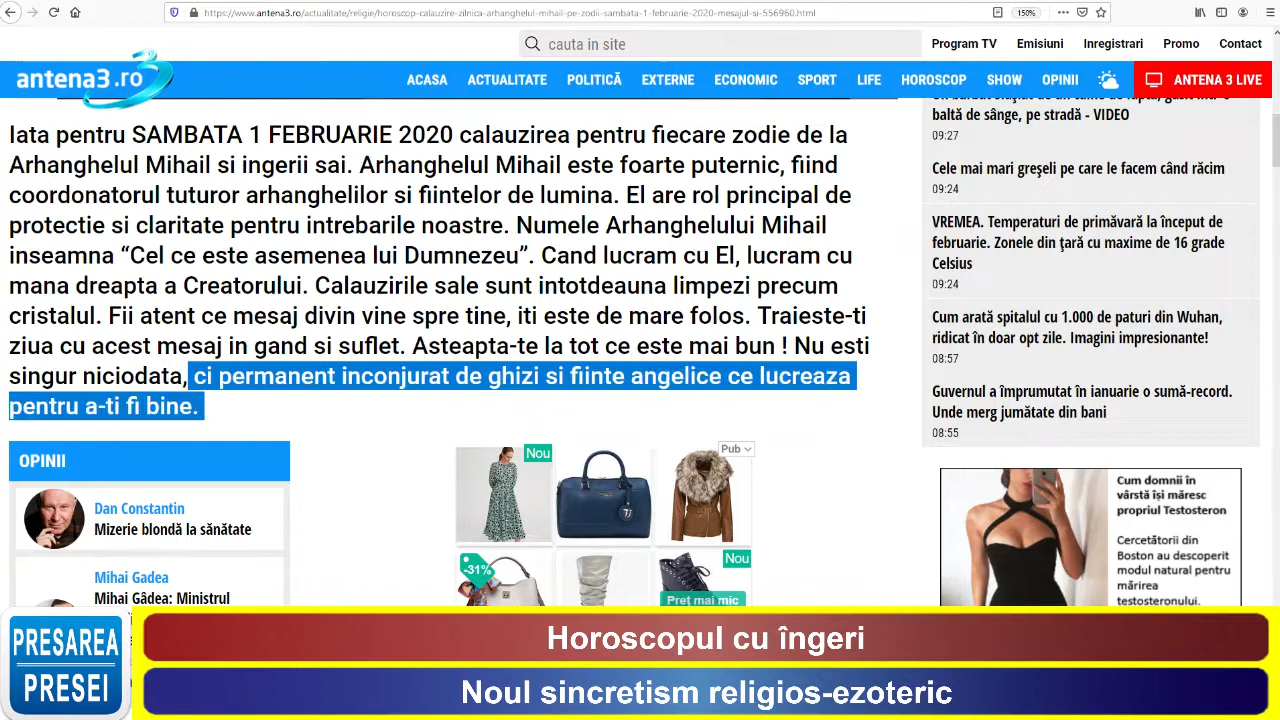 https://www.antena3.ro/actualitate/religie/horoscop-calauzire-zilnica-arhanghelul-mihail-pe-zodii-sambata-1-februarie-2020-mesajul-si-556960.html
150%
cauta in site
Program TV Emisiuni Inregistrari Promo Contact
antena3.ro
ACASA ACTUALITATE POLITICĂ EXTERNE ECONOMIC SPORT LIFE HOROSCOP SHOW OPINII ANTENA 3 LIVE
Iata pentru SAMBATA 1 FEBRUARIE 2020 calauzirea pentru fiecare zodie de la
Arhanghelul Mihail si ingerii sai. Arhanghelul Mihail este foarte puternic, fiind
coordonatorul tuturor arhanghelilor si fiintelor de lumina. El are rol principal de
protectie si claritate pentru intrebarile noastre. Numele Arhanghelului Mihail
inseamna “Cel ce este asemenea lui Dumnezeu”. Cand lucram cu El, lucram cu
mana dreapta a Creatorului. Calauzirile sale sunt intotdeauna limpezi precum
cristalul. Fii atent ce mesaj divin vine spre tine, iti este de mare folos. Traieste-ti
ziua cu acest mesaj in gand si suflet. Asteapta-te la tot ce este mai bun ! Nu esti
singur niciodata, ci permanent inconjurat de ghizi si fiinte angelice ce lucreaza
pentru a-ti fi bine.
baltă de sânge, pe stradă - VIDEO
09:27
Cele mai mari greşeli pe care le facem când răcim
09:24
VREMEA. Temperaturi de primăvară la început de
februarie. Zonele din ţară cu maxime de 16 grade
Celsius
09:24
Cum arată spitalul cu 1.000 de paturi din Wuhan,
ridicat în doar opt zile. Imagini impresionante!
08:57
Guvernul a împrumutat în ianuarie o sumă-record.
Unde merg jumătate din bani
08:55
OPINII
Dan Constantin
Mizerie blondă la sănătate
Mihai Gadea
Mihai Gâdea: Ministrul
Pub
Nou
-31%
Nou
Preț mai mic
Cum domnii în
vârstă își măresc
propriul Testosteron
Cercetătorii din
Boston au descoperit
modul natural pentru
mărirea
testosteronului.
PRESAREA
PRESEI
Horoscopul cu îngeri
Noul sincretism religios-ezoteric